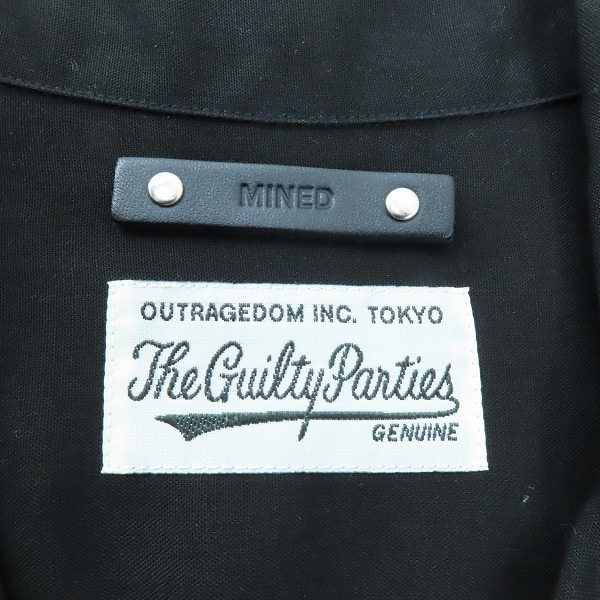 MINED
OUTRAGEDOM INC. TOKYO
The Guilty Parties
GENUINE